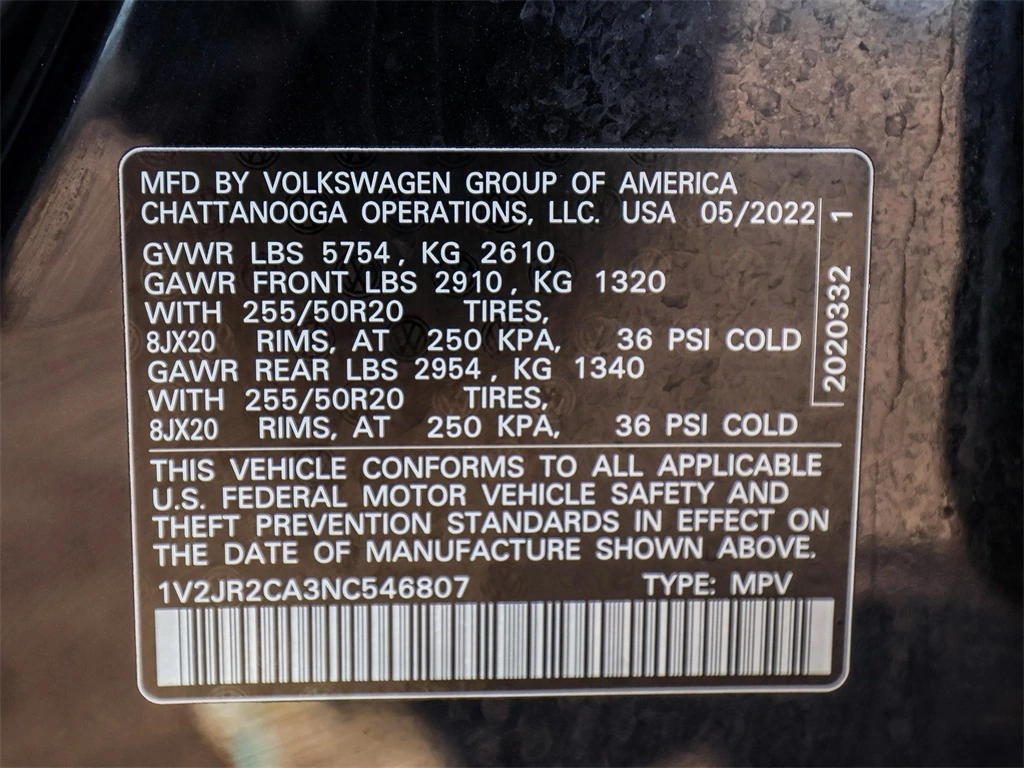 MFD BY VOLKSWAGEN GROUP OF AMERICA
CHATTANOOGA OPERATIONS, LLC. USA 05/2022
GVWR LBS 5754, KG 2610
GAWR FRONT LBS 2910, KG 1320
WITH 255/50R20 TIRES,
8JX20 RIMS, AT 250 KPA, 36 PSI COLD
GAWR REAR LBS 2954, KG 1340
WITH 255/50R20 TIRES,
8JX20 RIMS, AT 250 KPA, 36 PSI COLD
2020332 1
THIS VEHICLE CONFORMS TO ALL APPLICABLE
U.S. FEDERAL MOTOR VEHICLE SAFETY AND
THEFT PREVENTION STANDARDS IN EFFECT ON
THE DATE OF MANUFACTURE SHOWN ABOVE.
1V2JR2CA3NC546807 TYPE: MPV